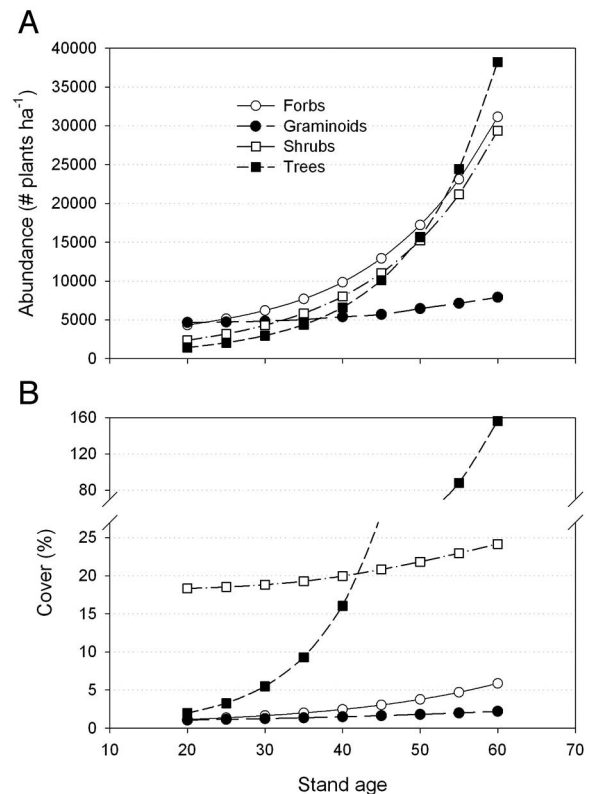 A
Abundance (# plants ha-1)
40000
35000
30000
25000
20000
15000
10000
5000
0
Forbs
Graminoids
Shrubs
Trees
B
Cover (%)
160
120
80
25
20
15
10
5
0
10 20 30 40 50 60 70
Stand age